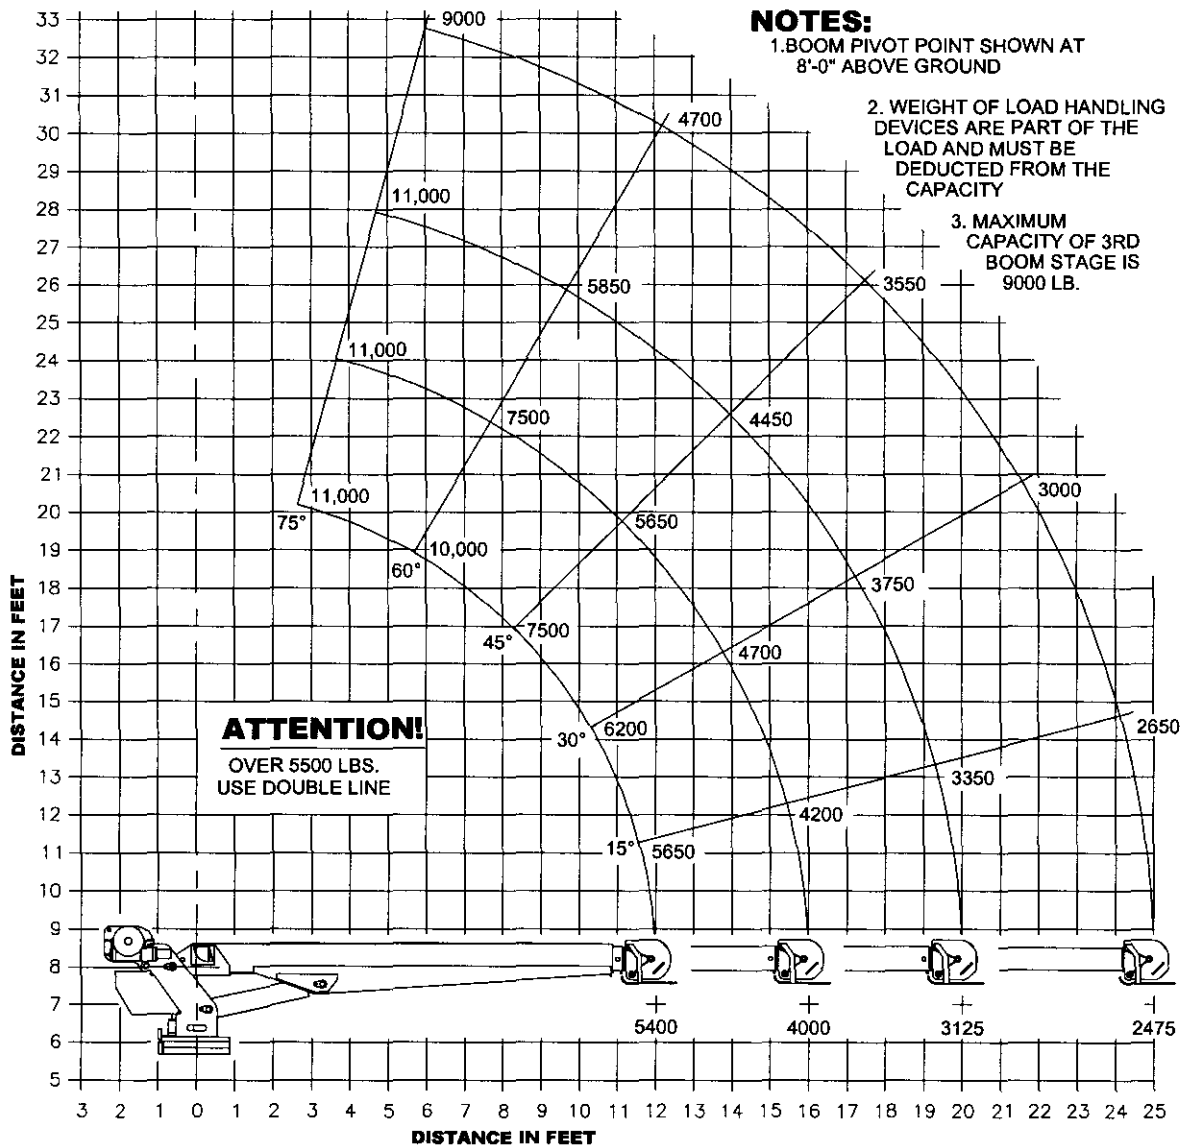 NOTES:
1.BOOM PIVOT POINT SHOWN AT
8'-0" ABOVE GROUND
2. WEIGHT OF LOAD HANDLING
DEVICES ARE PART OF THE
LOAD AND MUST BE
DEDUCTED FROM THE
CAPACITY
3. MAXIMUM
CAPACITY OF 3RD
BOOM STAGE IS
9000 LB.
33
32
31
30
29
28
27
26
25
24
23
22
21
20
19
18
17
16
15
14
13
12
11
10
9
8
7
6
5
DISTANCE IN FEET
9000
4700
11,000
5850
3550
11,000
7500
4450
11,000
75°
5650
3000
10,000
60°
3750
7500
45°
4700
6200
30°
2650
3350
4200
15°
5650
ATTENTION!
OVER 5500 LBS.
USE DOUBLE LINE
5400 4000 3125 2475
3 2 1 0 1 2 3 4 5 6 7 8 9 10 11 12 13 14 15 16 17 18 19 20 21 22 23 24 25
DISTANCE IN FEET